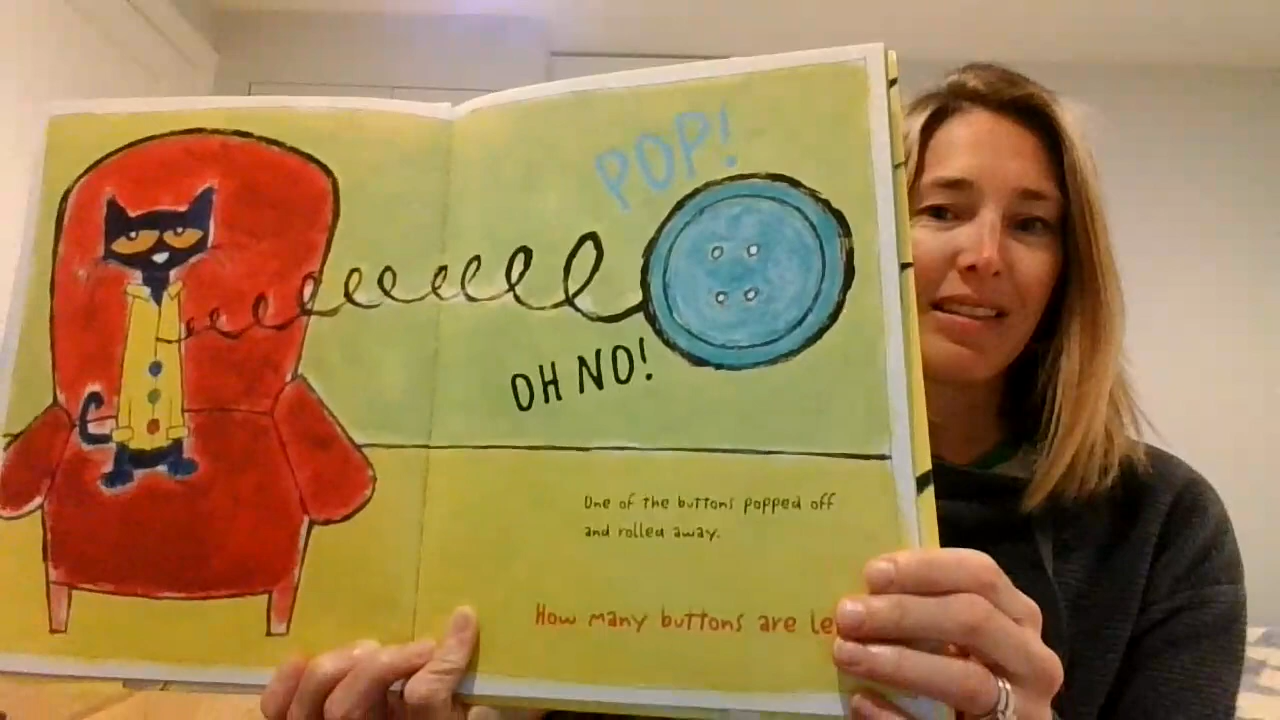 POP!
OH NO!
One of the buttons popped off
and rolled away.
How many buttons are